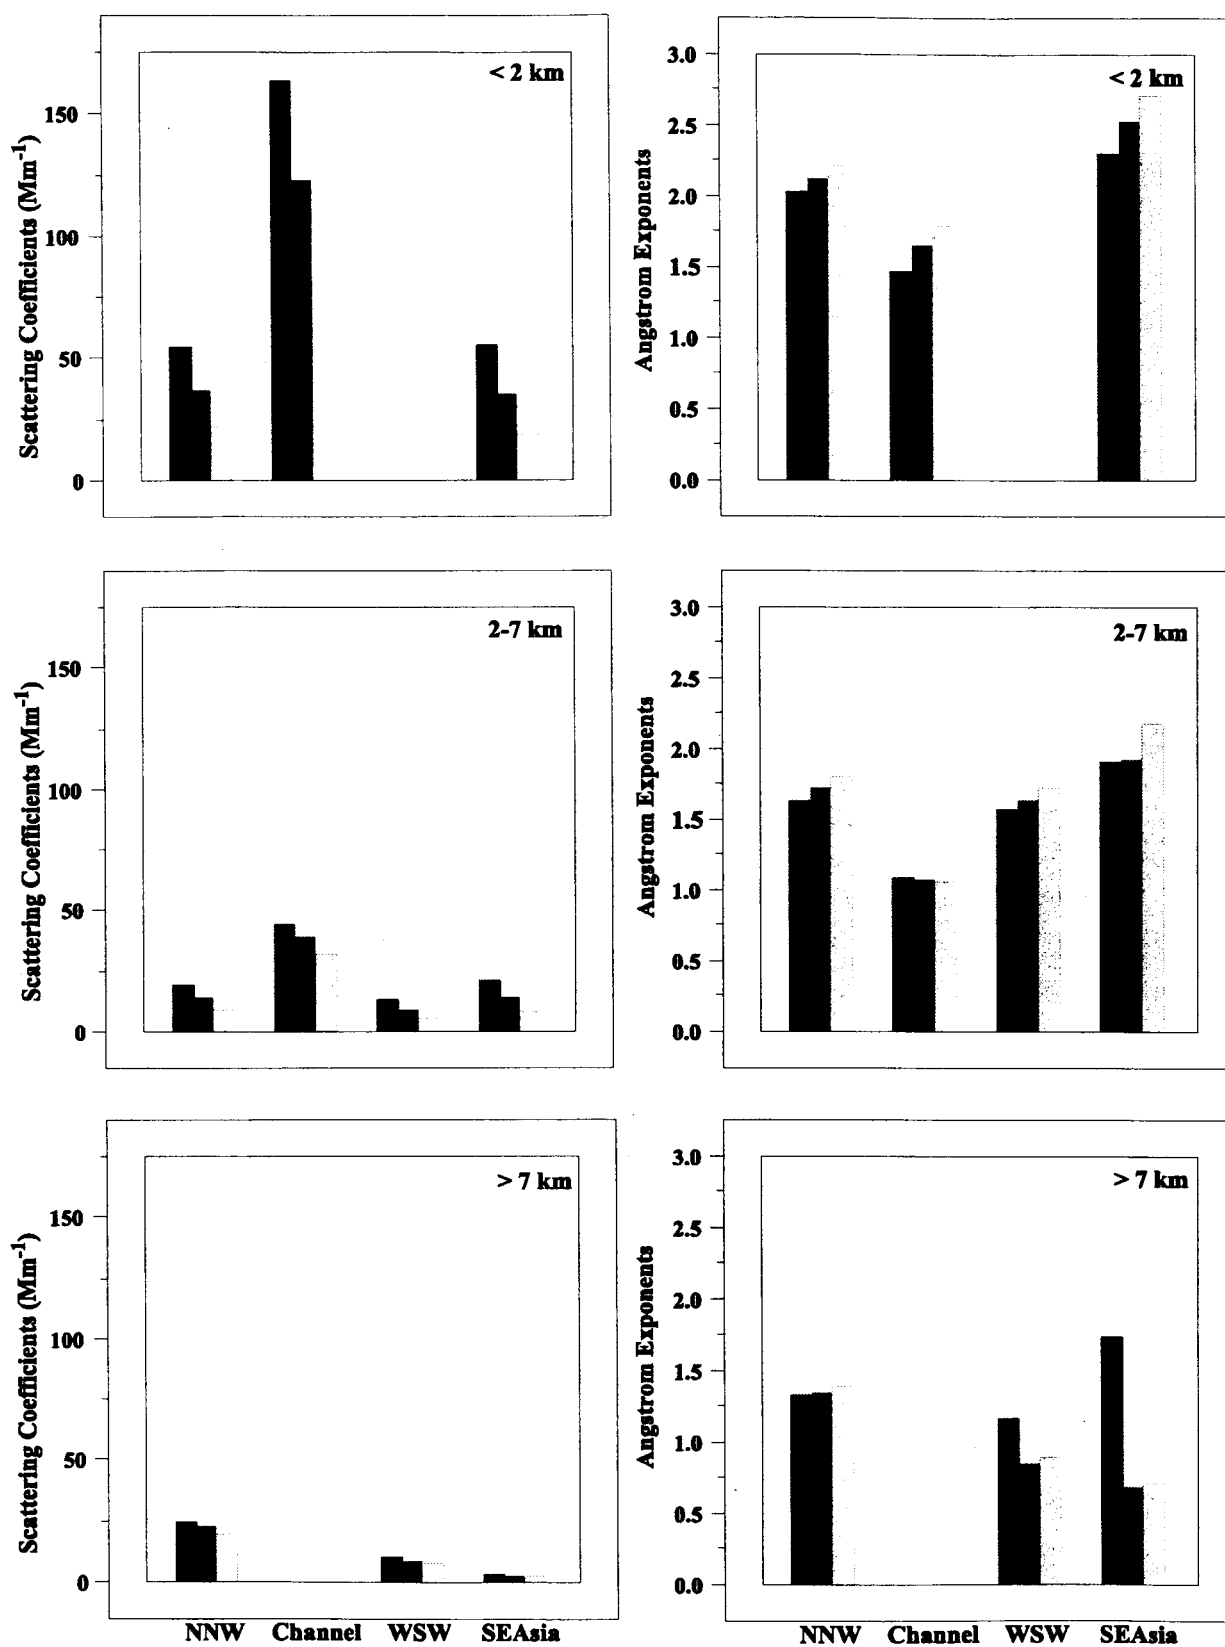 < 2 km
150
100
50
0
Scattering Coefficients (Mm-1)
< 2 km
3.0
2.5
2.0
1.5
1.0
0.5
0.0
Angstrom Exponents
2-7 km
150
100
50
0
Scattering Coefficients (Mm-1)
2-7 km
3.0
2.5
2.0
1.5
1.0
0.5
0.0
Angstrom Exponents
> 7 km
150
100
50
0
Scattering Coefficients (Mm-1)
NNW Channel WSW SEAsia
> 7 km
3.0
2.5
2.0
1.5
1.0
0.5
0.0
Angstrom Exponents
NNW Channel WSW SEAsia